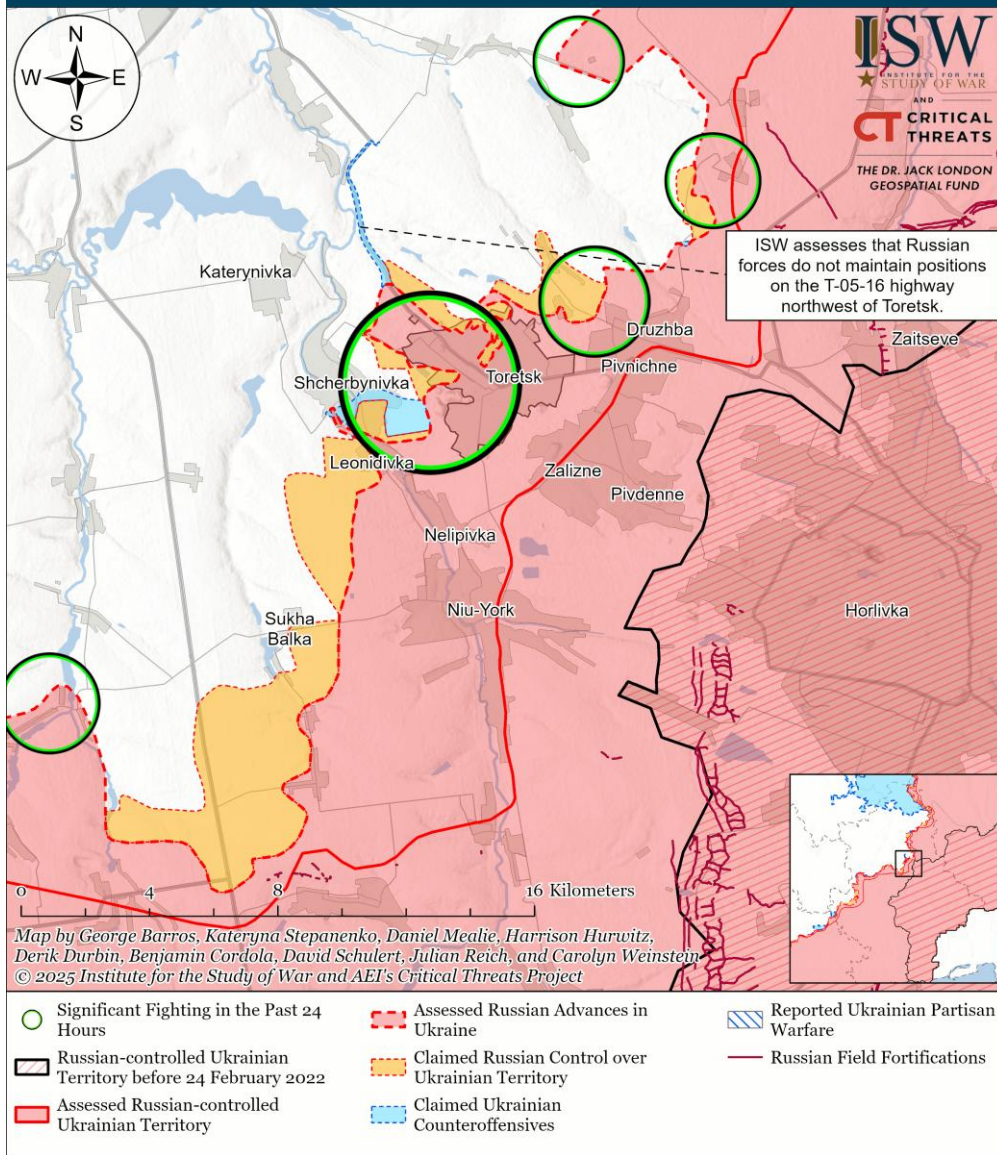 N
W
E
S
ISW
INSTITUTE FOR THE
STUDY OF WAR
AND
CT CRITICAL
THREATS
THE DR. JACK LONDON
GEOSPATIAL FUND
ISW assesses that Russian
forces do not maintain positions
on the T-05-16 highway
northwest of Toretsk.
Katerynivka
Druzhba
Zaitseve
Pivnichne
Shcherbynivka
Toretsk
Leonidivka
Zalizne
Pivdenne
Nelipivka
Niu-York
Horlivka
Sukha
Balka
0 4 8 16 Kilometers
Map by George Barros, Kateryna Stepanenko, Daniel Mealie, Harrison Hurwitz,
Derik Durbin, Benjamin Cordola, David Schulert, Julian Reich, and Carolyn Weinstein
© 2025 Institute for the Study of War and AEI's Critical Threats Project
Significant Fighting in the Past 24
Hours
Russian-controlled Ukrainian
Territory before 24 February 2022
Assessed Russian-controlled
Ukrainian Territory
Assessed Russian Advances in
Ukraine
Claimed Russian Control over
Ukrainian Territory
Claimed Ukrainian
Counteroffensives
Reported Ukrainian Partisan
Warfare
Russian Field Fortifications